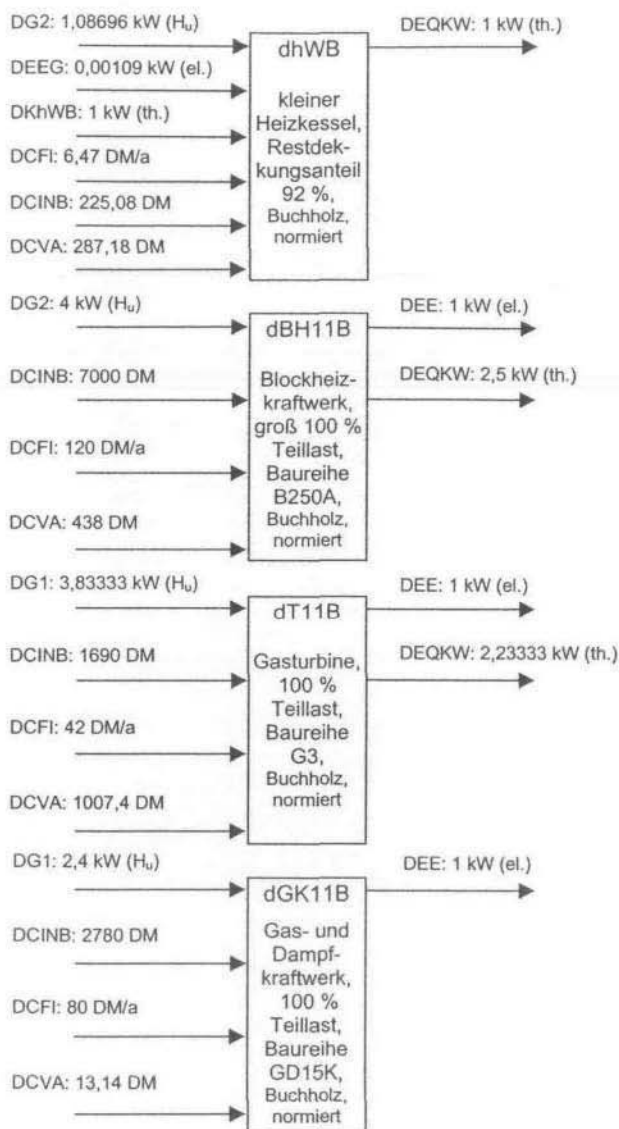 DG2: 1,08696 kW (Hu)
DEQKW: 1 kW (th.)
dhWB
DEEG: 0,00109 kW (el.)
kleiner
Heizkessel,
Restdek-
kungsanteil
92 %,
Buchholz,
normiert
DKhWB: 1 kW (th.)
DCFI: 6,47 DM/a
DCINB: 225,08 DM
DCVA: 287,18 DM
DG2: 4 kW (Hu)
DEE: 1 kW (el.)
dBH11B
DEQKW: 2,5 kW (th.)
DCINB: 7000 DM
Blockheiz-
kraftwerk,
groß 100 %
Teillast,
Baureihe
B250A,
Buchholz,
normiert
DCFI: 120 DM/a
DCVA: 438 DM
DG1: 3,83333 kW (Hu)
DEE: 1 kW (el.)
dT11B
DEQKW: 2,23333 kW (th.)
DCINB: 1690 DM
Gasturbine,
100 %
Teillast,
Baureihe
G3,
Buchholz,
normiert
DCFI: 42 DM/a
DCVA: 1007,4 DM
DG1: 2,4 kW (Hu)
DEE: 1 kW (el.)
dGK11B
DCINB: 2780 DM
Gas- und
Dampf-
kraftwerk,
100 %
Teillast,
Baureihe
GD15K,
Buchholz,
normiert
DCFI: 80 DM/a
DCVA: 13,14 DM